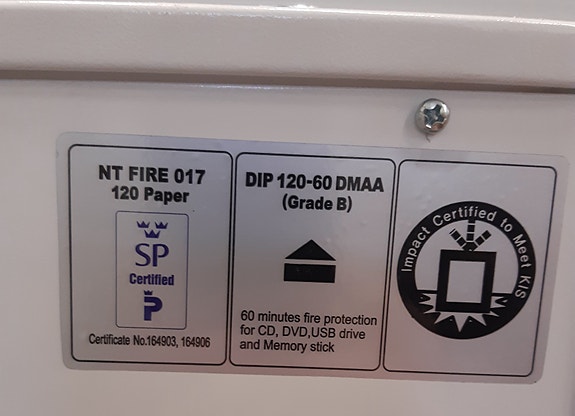 NT FIRE 017
120 Paper
SP
Certified
P
Certificate No.164903, 164906
DIP 120-60 DMAA
(Grade B)
60 minutes fire protection
for CD, DVD,USB drive
and Memory stick
Impact Certified to Meet KIS